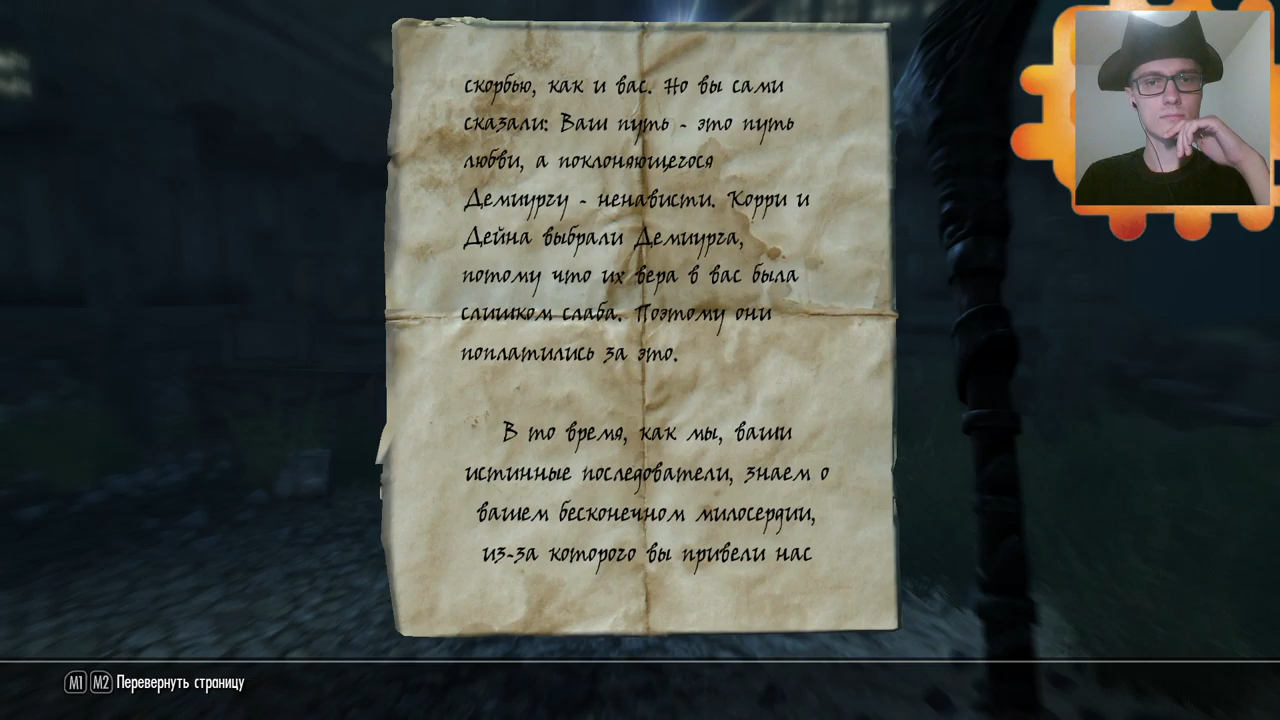 скорбью, как и вас. Но вы сами
сказали: Ваш путь - это путь
любви, а поклоняющегося
Демиургу - ненависти. Корри и
Дейна выбрали Демиурга,
потому что их вера в вас была
слишком слаба. Поэтому они
поплатились за это.
В то время, как мы, ваши
истинные последователи, знаем о
вашем бесконечном милосердии,
из-за которого вы привели нас
М1 М2 Перевернуть страницу